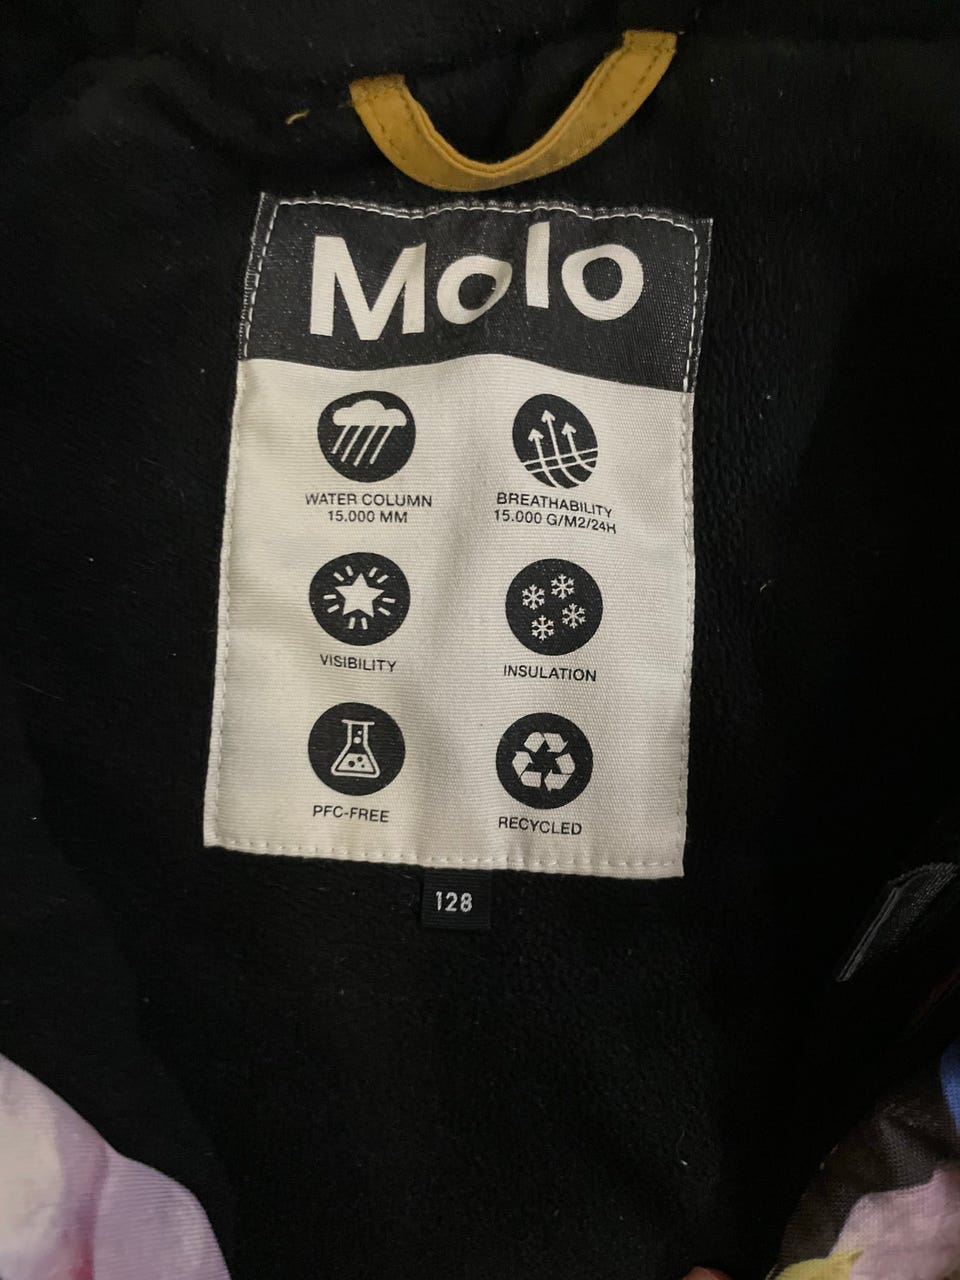 Molo
WATER COLUMN
15.000 MM
BREATHABILITY
15.000 G/M2/24H
VISIBILITY
INSULATION
PFC-FREE
RECYCLED
128